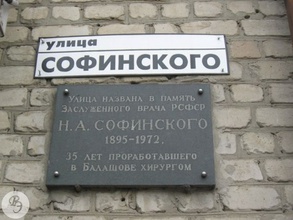 улица
СОФИНСКОГО
Улица названа в память
Заслуженного врача РСФСР
Н.А. СОФИНСКОГО
1895-1972,
35 лет проработавшего
в Балашове хирургом